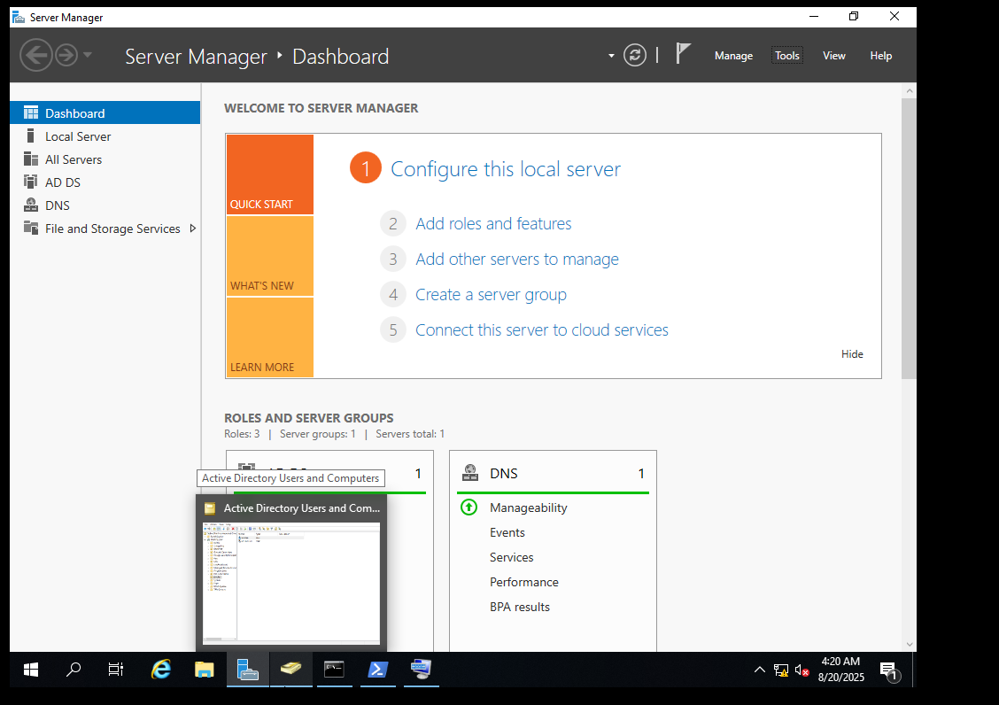 Server Manager
Server Manager ‣ Dashboard
Manage Tools View Help
Dashboard
Local Server
All Servers
AD DS
DNS
File and Storage Services
WELCOME TO SERVER MANAGER
QUICK START
WHAT'S NEW
LEARN MORE
1 Configure this local server
2 Add roles and features
3 Add other servers to manage
4 Create a server group
5 Connect this server to cloud services
Hide
ROLES AND SERVER GROUPS
Roles: 3 | Server groups: 1 | Servers total: 1
1
DNS 1
Manageability
Events
Services
Performance
BPA results
Active Directory Users and Computers
Active Directory Users and Com...
4:20 AM
8/20/2025
1